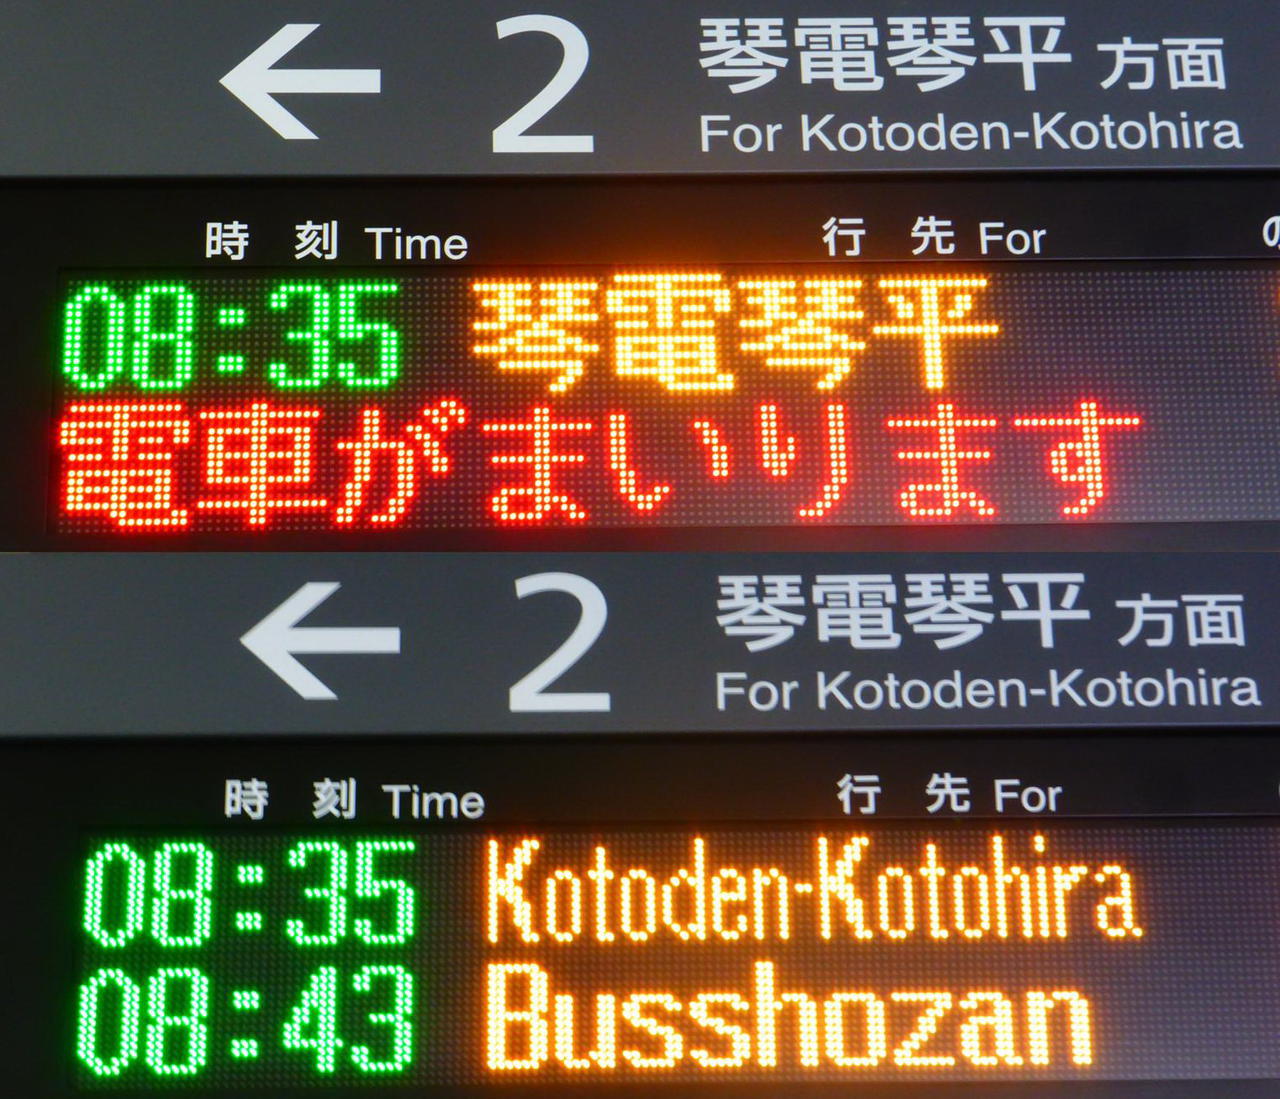 ← 2 琴電琴平 方面
For Kotoden-Kotohira
時刻 Time 行先 For
08:35 琴電琴平
電車がまいります
← 2 琴電琴平 方面
For Kotoden-Kotohira
時刻 Time 行先 For
08:35 Kotoden-Kotohira
08:43 Busshozan